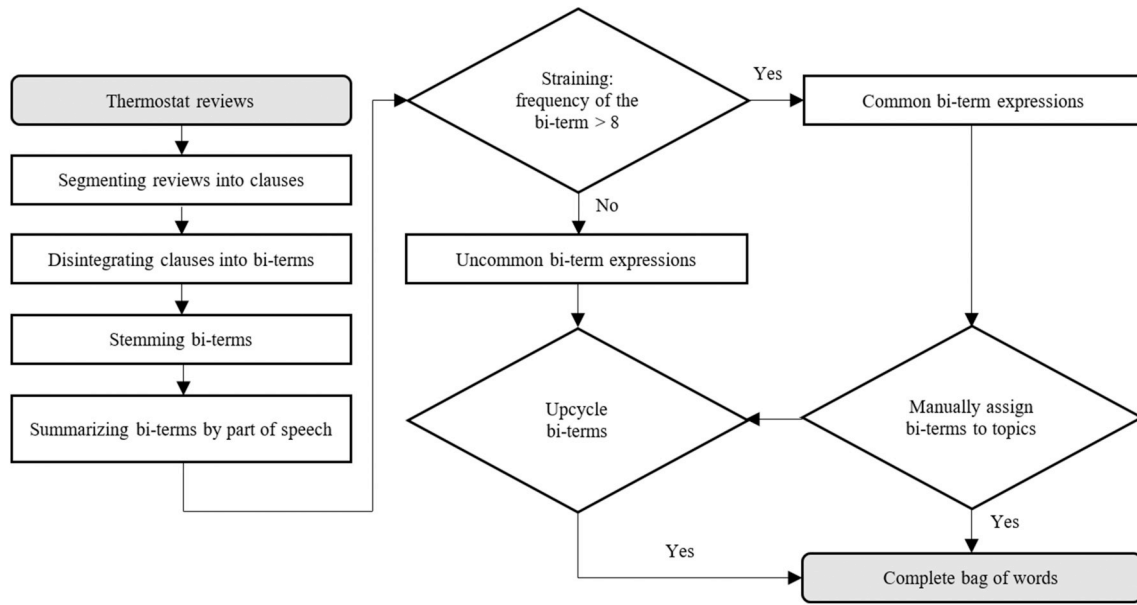 Thermostat reviews
Segmenting reviews into clauses
Disintegrating clauses into bi-terms
Stemming bi-terms
Summarizing bi-terms by part of speech
Straining:
frequency of the
bi-term > 8
Yes
Common bi-term expressions
No
Uncommon bi-term expressions
Upcycle
bi-terms
Manually assign
bi-terms to topics
Yes
Yes
Complete bag of words